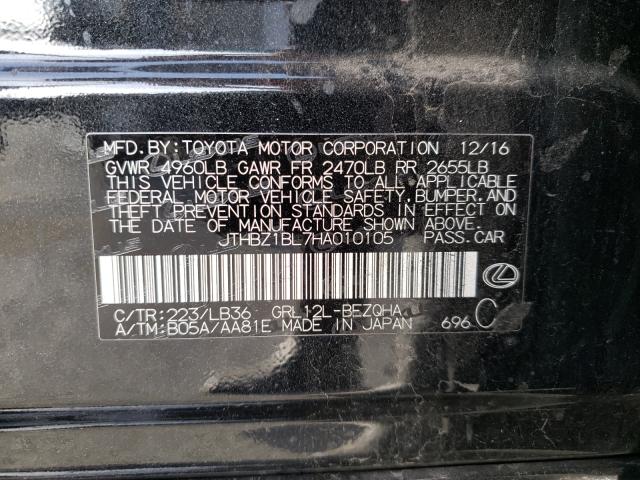 MFD.BY:TOYOTA MOTOR CORPORATION 12/16
GVWR 4960LB GAWR FR 2470LB RR 2655LB
THIS VEHICLE CONFORMS TO ALL APPLICABLE
FEDERAL MOTOR VEHICLE SAFETY,BUMPER,AND
THEFT PREVENTION STANDARDS IN EFFECT ON
THE DATE OF MANUFACTURE SHOWN ABOVE.
JTHBZ1BL7HA010105 PASS.CAR
C/TR:223/LB36 GRL12L-BEZQHA
A/TM:B05A/AA81E MADE IN JAPAN 696 C